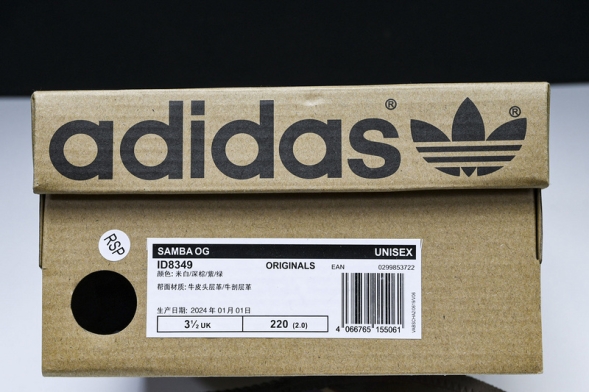 adidas® ®
RSP
SAMBA OG UNISEX
ID8349 ORIGINALS EAN 0299853722
颜色: 米白/深棕/紫/绿
帮面材质: 牛皮头层革/牛剖层革
生产日期: 2024 年 01 月 01 日
3½ UK 220 (2.0)
4 066765 155061